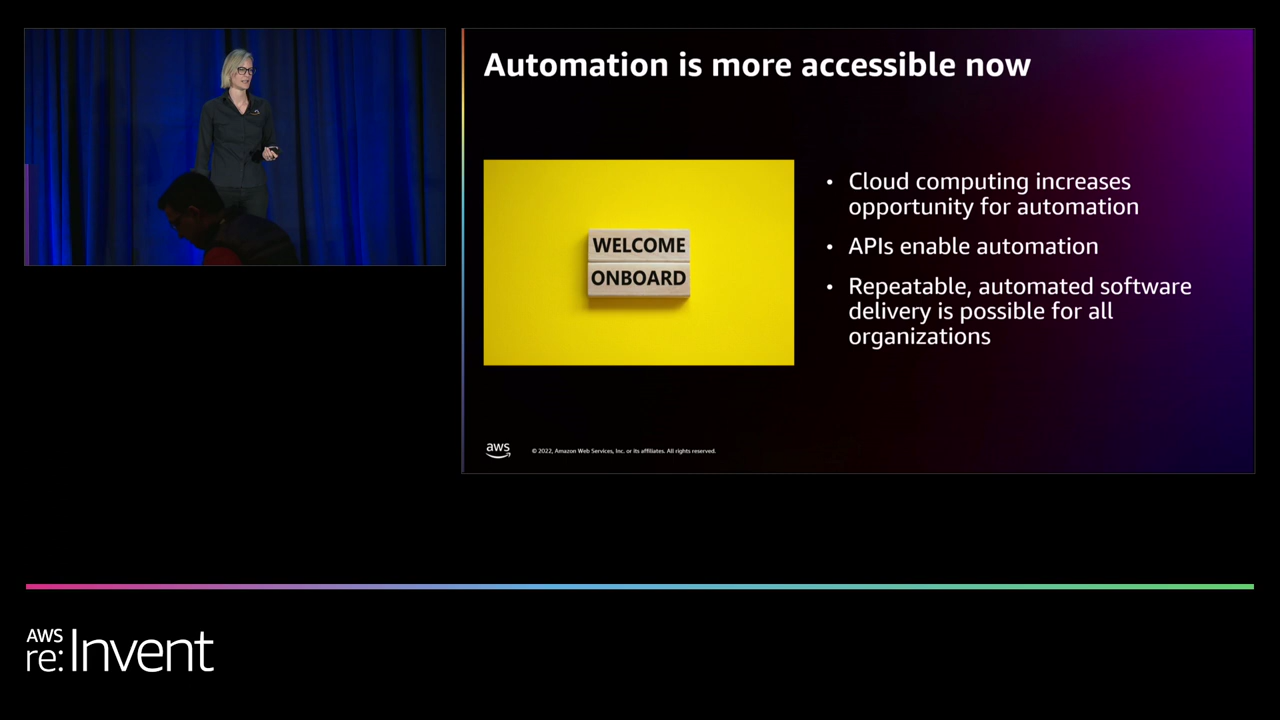 Automation is more accessible now
WELCOME
ONBOARD
• Cloud computing increases
opportunity for automation
• APIs enable automation
• Repeatable, automated software
delivery is possible for all
organizations
aws
© 2022, Amazon Web Services, Inc. or its affiliates. All rights reserved.
AWS
re:Invent